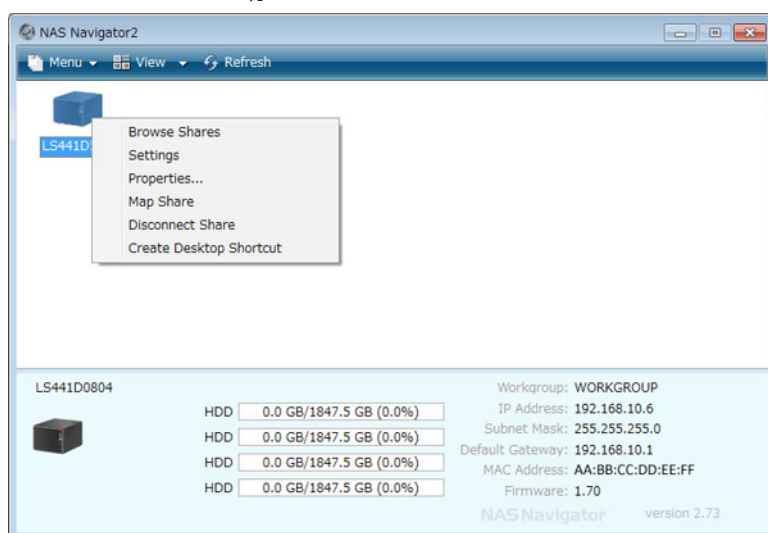 NAS Navigator2
Menu View Refresh
LS441D
Browse Shares
Settings
Properties...
Map Share
Disconnect Share
Create Desktop Shortcut
LS441D0804
HDD 0.0 GB/1847.5 GB (0.0%)
HDD 0.0 GB/1847.5 GB (0.0%)
HDD 0.0 GB/1847.5 GB (0.0%)
HDD 0.0 GB/1847.5 GB (0.0%)
Workgroup: WORKGROUP
IP Address: 192.168.10.6
Subnet Mask: 255.255.255.0
Default Gateway: 192.168.10.1
MAC Address: AA:BB:CC:DD:EE:FF
Firmware: 1.70
NAS Navigator version 2.73